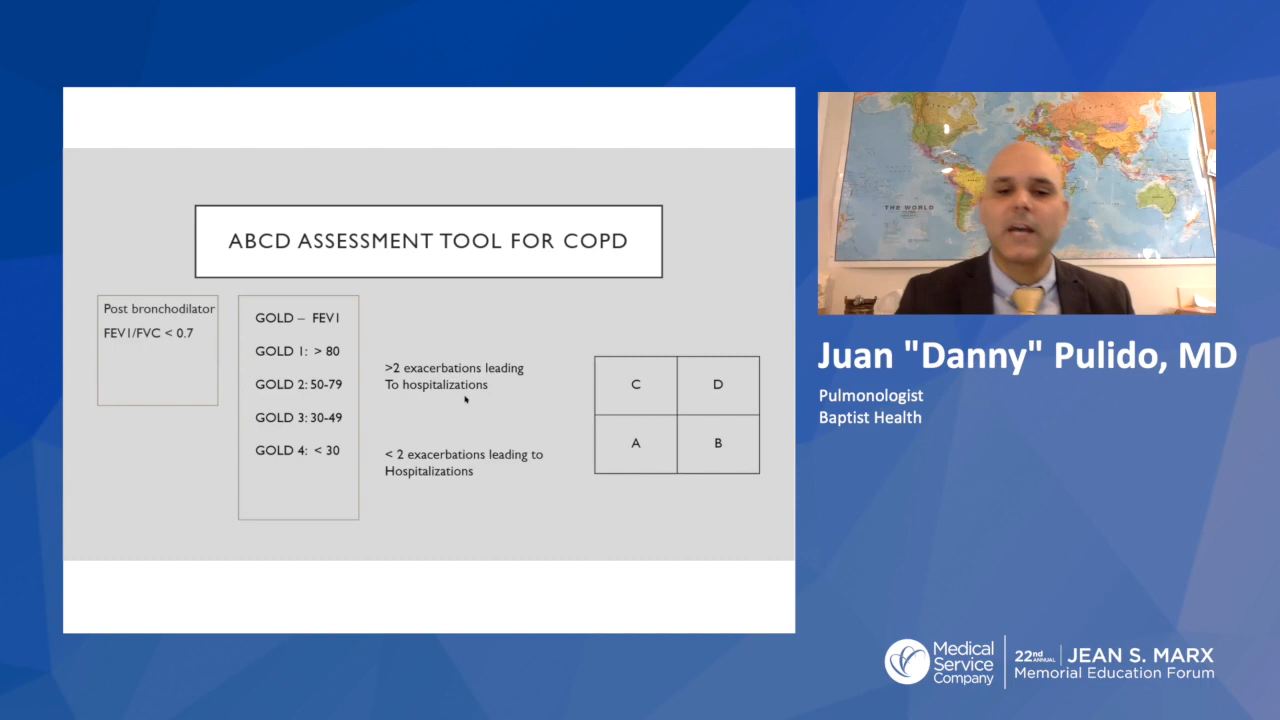 ABCD ASSESSMENT TOOL FOR COPD
Post bronchodilator
FEV1/FVC < 0.7
GOLD – FEV1
GOLD 1: > 80
GOLD 2: 50-79
GOLD 3: 30-49
GOLD 4: < 30
>2 exacerbations leading
To hospitalizations
< 2 exacerbations leading to
Hospitalizations
C D
A B
THE WORLD
Juan "Danny" Pulido, MD
Pulmonologist
Baptist Health
Medical
Service
Company
22nd ANNUAL | JEAN S. MARX
Memorial Education Forum